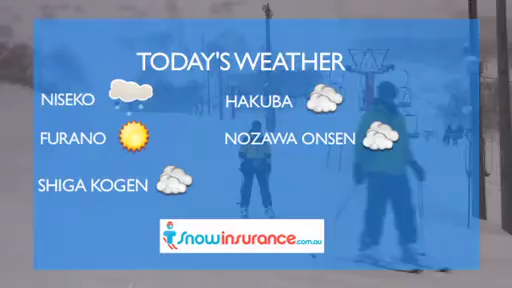 TODAY'S WEATHER
NISEKO
HAKUBA
FURANO
NOZAWA ONSEN
SHIGA KOGEN
snowinsurance.com.au